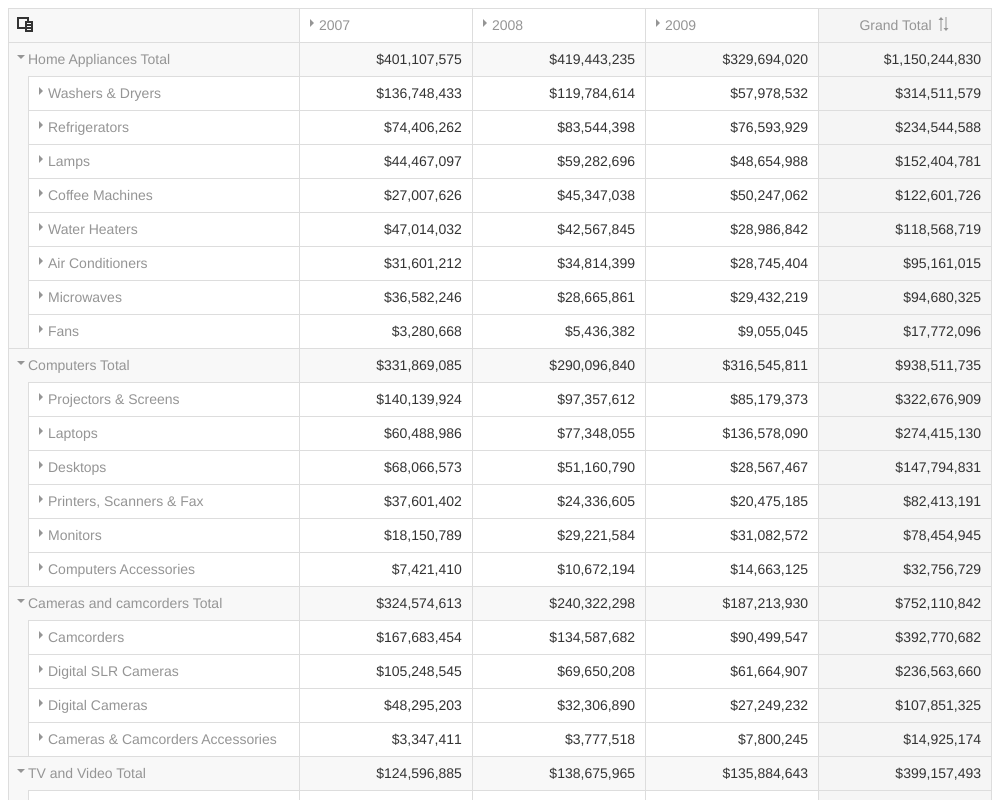 2007 2008 2009 Grand Total
Home Appliances Total $401,107,575 $419,443,235 $329,694,020 $1,150,244,830
Washers & Dryers $136,748,433 $119,784,614 $57,978,532 $314,511,579
Refrigerators $74,406,262 $83,544,398 $76,593,929 $234,544,588
Lamps $44,467,097 $59,282,696 $48,654,988 $152,404,781
Coffee Machines $27,007,626 $45,347,038 $50,247,062 $122,601,726
Water Heaters $47,014,032 $42,567,845 $28,986,842 $118,568,719
Air Conditioners $31,601,212 $34,814,399 $28,745,404 $95,161,015
Microwaves $36,582,246 $28,665,861 $29,432,219 $94,680,325
Fans $3,280,668 $5,436,382 $9,055,045 $17,772,096
Computers Total $331,869,085 $290,096,840 $316,545,811 $938,511,735
Projectors & Screens $140,139,924 $97,357,612 $85,179,373 $322,676,909
Laptops $60,488,986 $77,348,055 $136,578,090 $274,415,130
Desktops $68,066,573 $51,160,790 $28,567,467 $147,794,831
Printers, Scanners & Fax $37,601,402 $24,336,605 $20,475,185 $82,413,191
Monitors $18,150,789 $29,221,584 $31,082,572 $78,454,945
Computers Accessories $7,421,410 $10,672,194 $14,663,125 $32,756,729
Cameras and camcorders Total $324,574,613 $240,322,298 $187,213,930 $752,110,842
Camcorders $167,683,454 $134,587,682 $90,499,547 $392,770,682
Digital SLR Cameras $105,248,545 $69,650,208 $61,664,907 $236,563,660
Digital Cameras $48,295,203 $32,306,890 $27,249,232 $107,851,325
Cameras & Camcorders Accessories $3,347,411 $3,777,518 $7,800,245 $14,925,174
TV and Video Total $124,596,885 $138,675,965 $135,884,643 $399,157,493